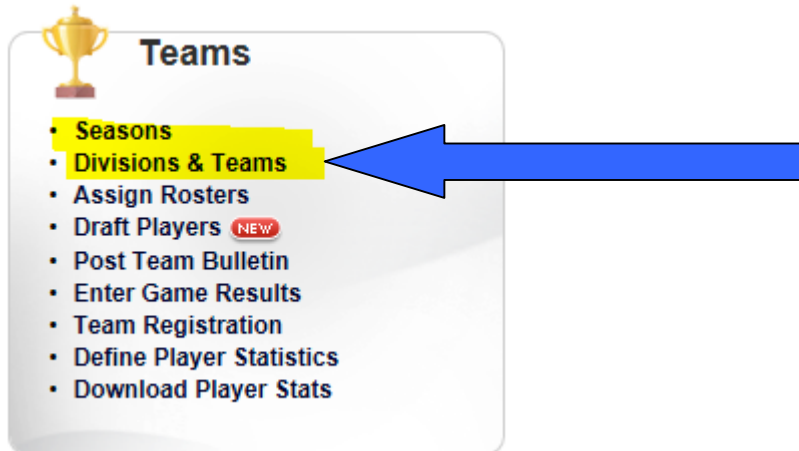 Teams
• Seasons
• Divisions & Teams
• Assign Rosters
• Draft Players NEW
• Post Team Bulletin
• Enter Game Results
• Team Registration
• Define Player Statistics
• Download Player Stats